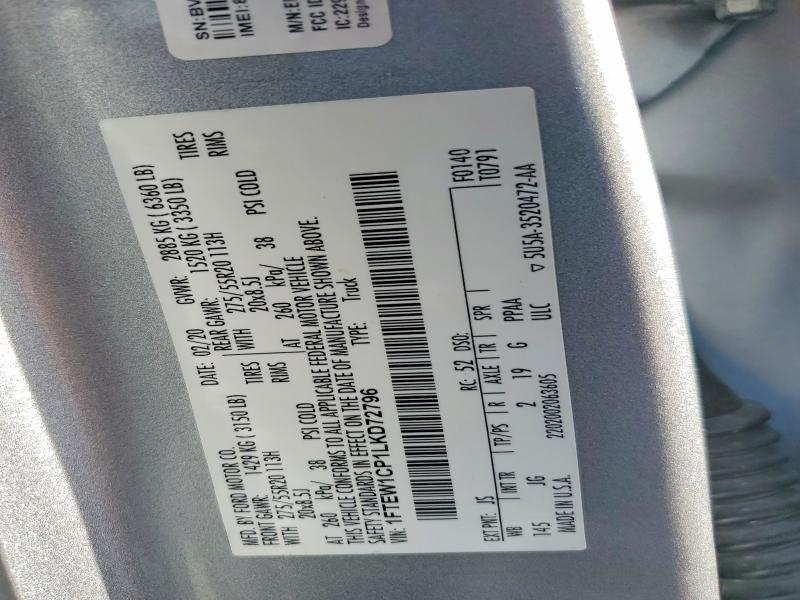 SN:BV
IMEI:
M/N:E
FCC ID
IC:229
Design
MFD. BY FORD MOTOR CO.
DATE: 02/20 GVWR: 2885 KG ( 6360 LB)
FRONT GAWR: 1429 KG ( 3150 LB) REAR GAWR: 1520 KG ( 3350 LB)
WITH 275/55R20 113H TIRES WITH 275/55R20 113H TIRES
20x8.5J RIMS 20x8.5J RIMS
AT 260 kPa/ 38 PSI COLD AT 260 kPa/ 38 PSI COLD
THIS VEHICLE CONFORMS TO ALL APPLICABLE FEDERAL MOTOR VEHICLE
SAFETY STANDARDS IN EFFECT ON THE DATE OF MANUFACTURE SHOWN ABOVE.
VIN: 1FTEW1CP1LKD72796 TYPE: Truck
F0140
T0791
EXT PNT: JS RC: 52 DSO:
WB INT TR TP/PS R AXLE TR SPR
145 JG 2 19 G PPAA
2202002063605 ULC
MADE IN U.S.A. ▽ 5U5A-3520472-AA